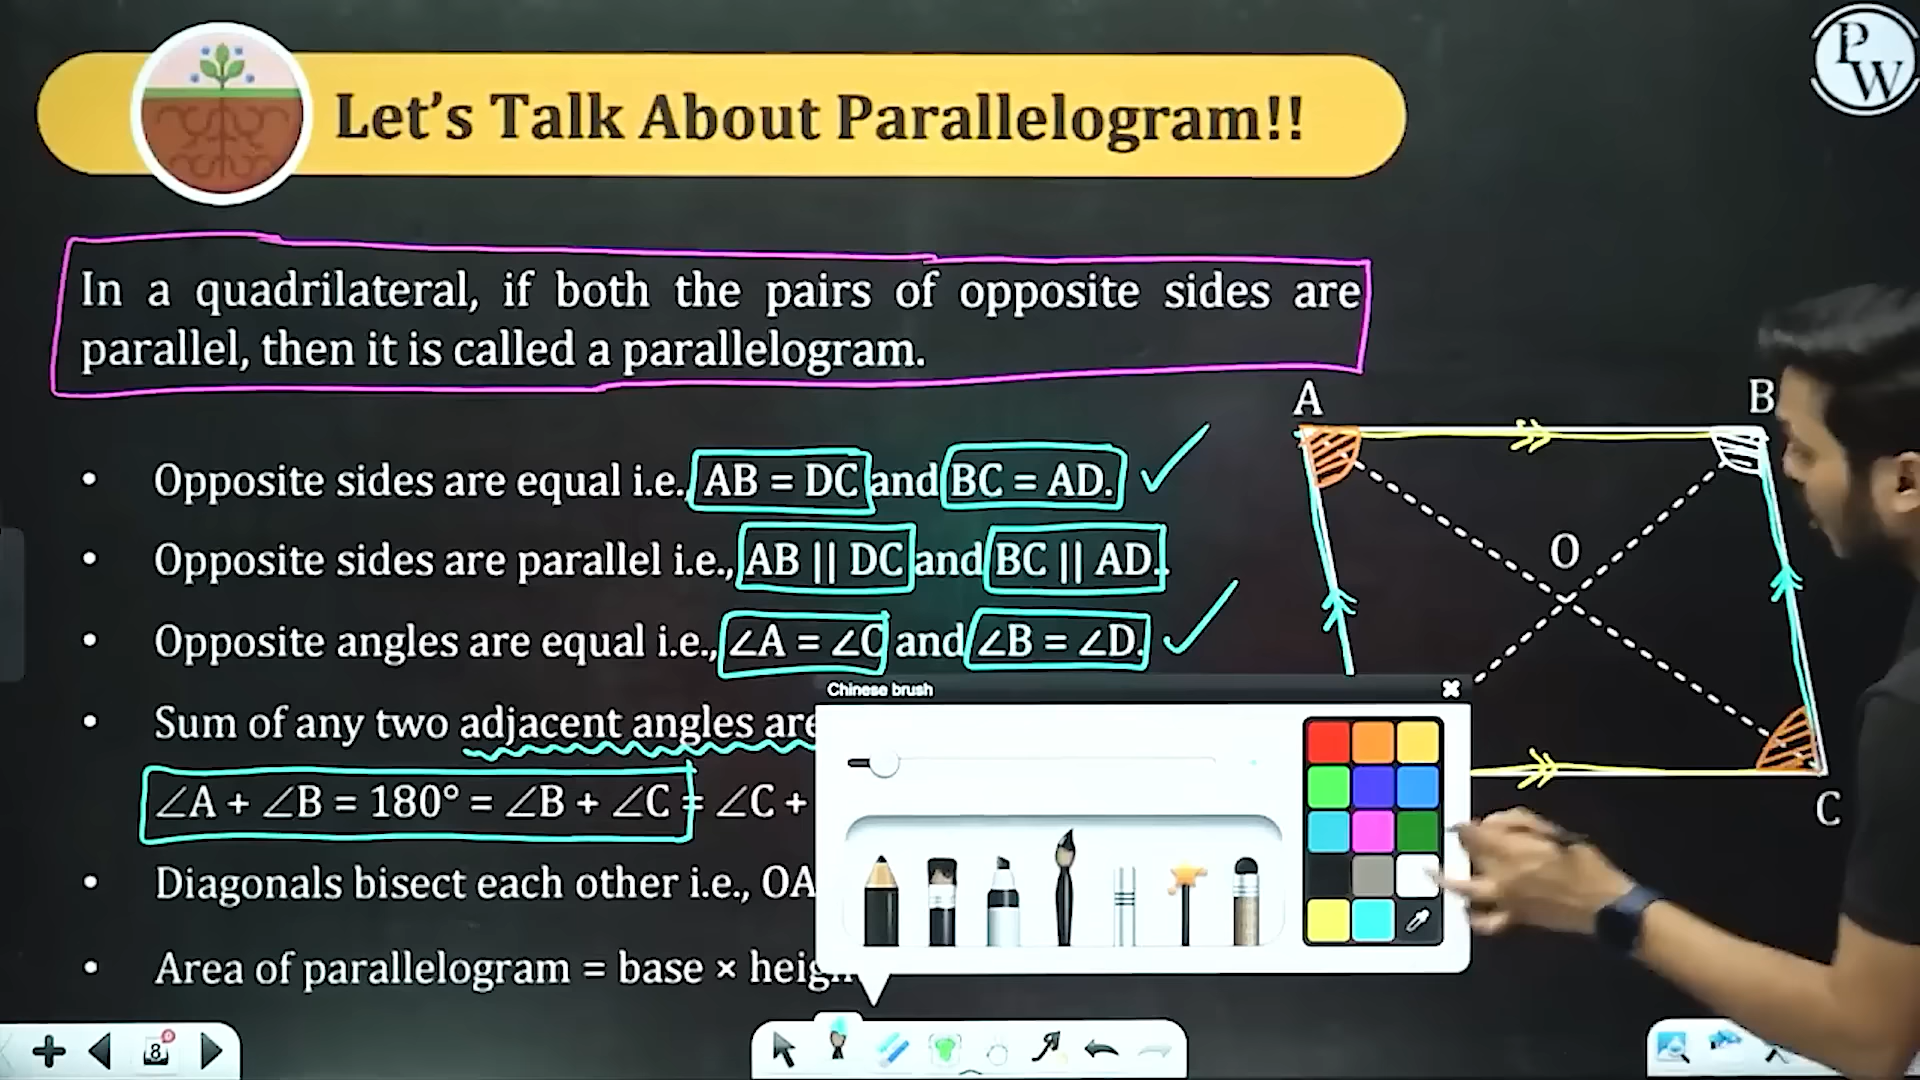 P
W
Let's Talk About Parallelogram!!
In a quadrilateral, if both the pairs of opposite sides are
parallel, then it is called a parallelogram.
A
B
• Opposite sides are equal i.e., AB = DC and BC = AD.
O
• Opposite sides are parallel i.e., AB || DC and BC || AD.
• Opposite angles are equal i.e., ∠A = ∠C and ∠B = ∠D.
Chinese brush
• Sum of any two adjacent angles are
∠A + ∠B = 180° = ∠B + ∠C = ∠C +
C
• Diagonals bisect each other i.e., OA
• Area of parallelogram = base ×
8